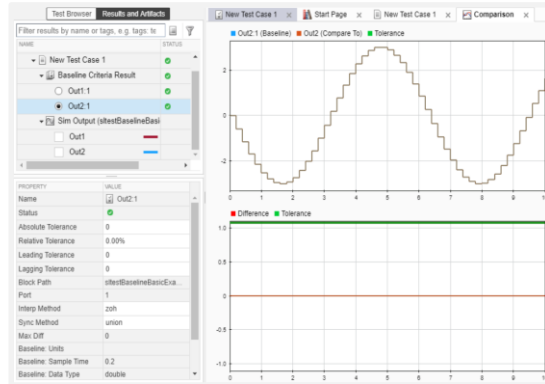 Test Browser Results and Artifacts
Filter results by name or tags, e.g. tags: te
NAME STATUS
New Test Case 1
Baseline Criteria Result
Out1:1
Out2:1
Sim Output (sltestBaselineBasi
Out1
Out2
PROPERTY VALUE
Name Out2:1
Status
Absolute Tolerance 0
Relative Tolerance 0.00%
Leading Tolerance 0
Lagging Tolerance 0
Block Path sltestBaselineBasicExa...
Port 1
Interp Method zoh
Sync Method union
Max Diff 0
Baseline: Units
Baseline: Sample Time 0.2
Baseline: Data Type double
New Test Case 1 × Start Page × New Test Case 1 × Comparison ×
Out2:1 (Baseline) Out2 (Compare To) Tolerance
2
0
-2
0 1 2 3 4 5 6 7 8 9 10
Difference Tolerance
1.0
0.5
0
-0.5
-1.0
0 1 2 3 4 5 6 7 8 9 10